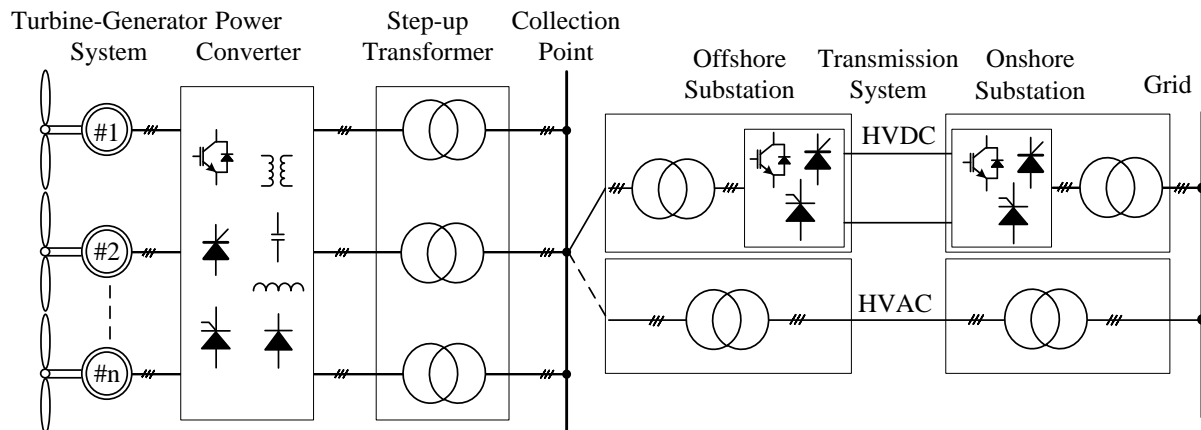 Turbine-Generator
System
Power
Converter
Step-up
Transformer
Collection
Point
Offshore
Substation
Transmission
System
Onshore
Substation
Grid
#1
#2
#n
HVDC
HVAC